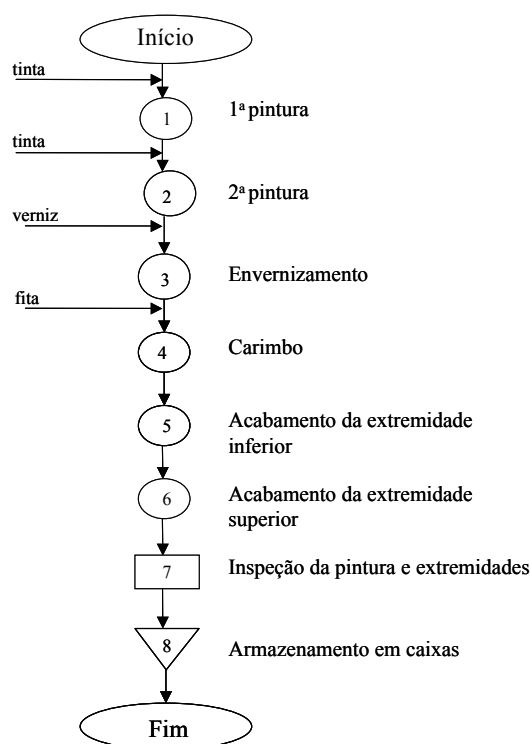 Início
tinta
1 1ª pintura
tinta
2 2ª pintura
verniz
3 Envernizamento
fita
4 Carimbo
5 Acabamento da extremidade
inferior
6 Acabamento da extremidade
superior
7 Inspeção da pintura e extremidades
8 Armazenamento em caixas
Fim